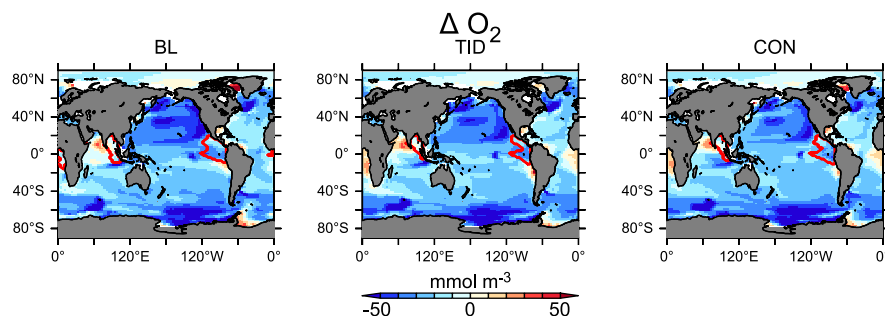 Δ O2
BL TID CON
80°N 80°N 80°N
40°N 40°N 40°N
0° 0° 0°
40°S 40°S 40°S
80°S 80°S 80°S
0° 120°E 120°W 0° 0° 120°E 120°W 0° 0° 120°E 120°W 0°
mmol m-3
-50 0 50